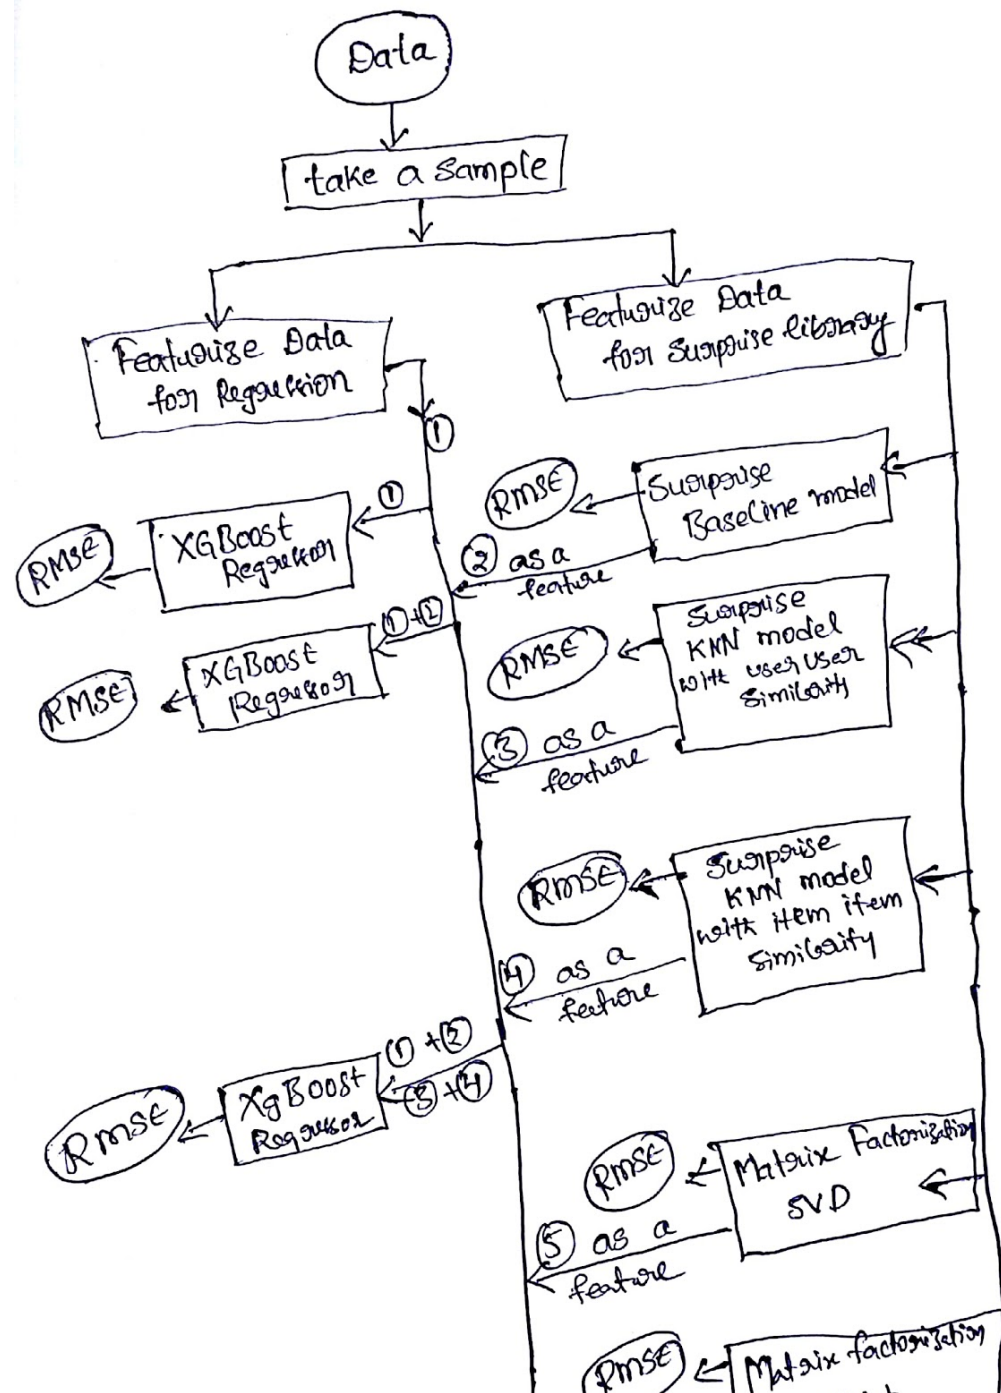 Data
take a sample
Featurize Data
for Regression
Featurize Data
for Surprise library
①
①
XGBoost
Regressor
RMSE
Surprise
Baseline model
RMSE
② as a
feature
①+②
XGBoost
Regressor
RMSE
Surprise
KNN model
with user user
Similarity
RMSE
③ as a
feature
Surprise
KNN model
with item item
Similarity
RMSE
④ as a
feature
① + ②
③ + ④
XgBoost
Regressor
RMSE
Matrix Factorization
SVD
RMSE
⑤ as a
feature
Matrix factorization
RMSE